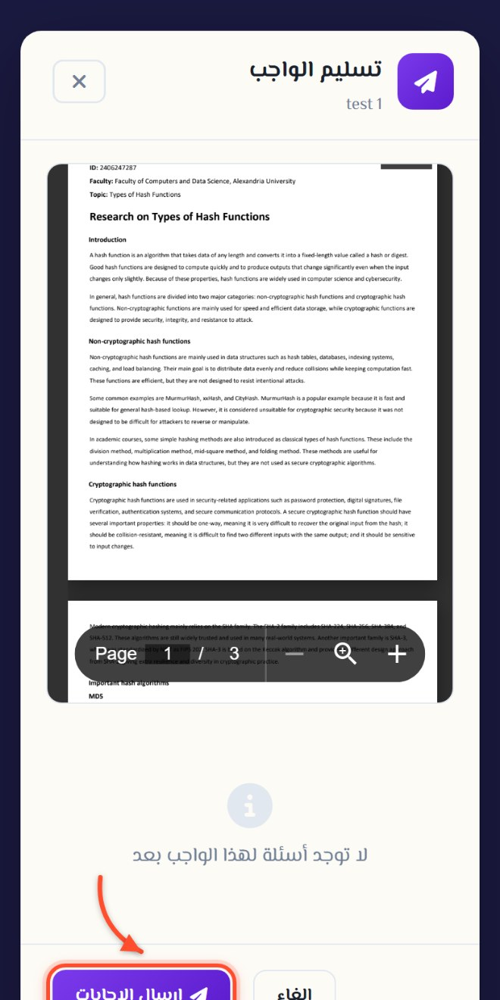 تسليم الواجب
test 1
ID: 2406247287
Faculty: Faculty of Computers and Data Science, Alexandria University
Topic: Types of Hash Functions
Research on Types of Hash Functions
Introduction
A hash function is an algorithm that takes data of any length and converts it into a fixed-length value called a hash or digest.
Good hash functions are designed to compute quickly and to produce outputs that change significantly even when the input
changes only slightly. Because of these properties, hash functions are widely used in computer science and cybersecurity.
In general, hash functions are divided into two major categories: non-cryptographic hash functions and cryptographic hash
functions. Non-cryptographic functions are mainly used for speed and efficient data storage, while cryptographic functions are
designed to provide security, integrity, and resistance to attack.
Non-cryptographic hash functions
Non-cryptographic hash functions are mainly used in data structures such as hash tables, databases, indexing systems,
caching, and load balancing. Their main goal is to distribute data evenly and reduce collisions while keeping computation fast.
These functions are efficient, but they are not designed to resist intentional attacks.
Some common examples are MurmurHash, xxHash, and CityHash. MurmurHash is a popular example because it is fast and
suitable for general hash-based lookup. However, it is considered unsuitable for cryptographic security because it was not
designed to be difficult for attackers to reverse or manipulate.
In academic courses, some simple hashing methods are also introduced as classical types of hash functions. These include the
division method, multiplication method, mid-square method, and folding method. These methods are useful for
understanding how hashing works in data structures, but they are not used as secure cryptographic algorithms.
Cryptographic hash functions
Cryptographic hash functions are used in security-related applications such as password protection, digital signatures, file
verification, authentication systems, and secure communication protocols. A secure cryptographic hash function should have
several important properties: it should be one-way, meaning it is very difficult to recover the original input from the hash; it
should be collision-resistant, meaning it is difficult to find two different inputs with the same output; and it should be sensitive
to input changes.
Modern cryptographic hashing mainly relies on the SHA family. The SHA-2 family includes SHA-224, SHA-256, SHA-384, and
SHA-512. These algorithms are still widely trusted and used in many real-world systems. Another important family is SHA-3,
by as FIPS 202 SHA-3 is on the Keccak algorithm and design approach
from diversity in cryptographic practice.
Page 1 / 3
Important hash algorithms
MD5
لا توجد أسئلة لهذا الواجب بعد
إرسال الإجابات
إلغاء